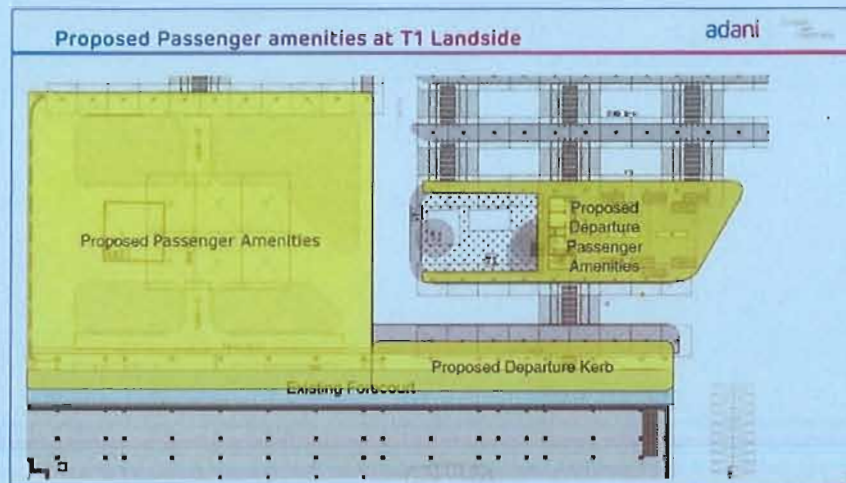 Proposed Passenger amenities at T1 Landside
adani
Proposed Passenger Amenities
Proposed
Departure
Passenger
Amenities
Proposed Departure Kerb
Existing Forecourt